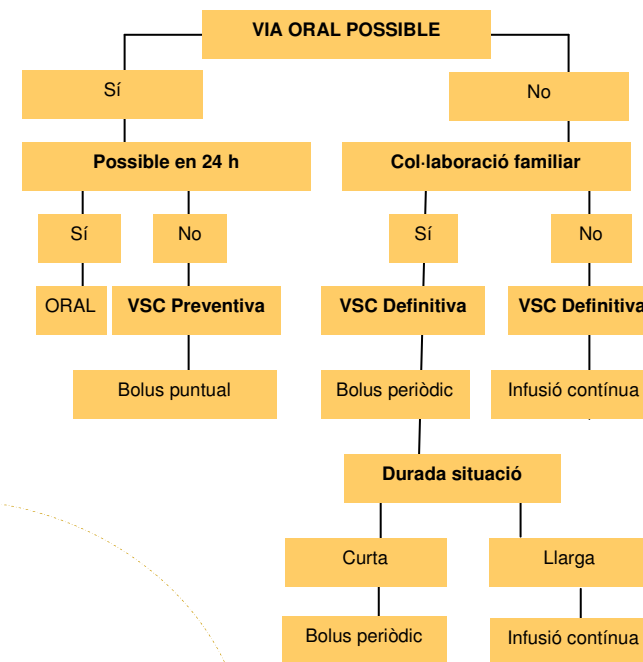 VIA ORAL POSSIBLE
Sí
No
Possible en 24 h
Col·laboració familiar
Sí
No
Sí
No
ORAL
VSC Preventiva
VSC Definitiva
VSC Definitiva
Bolus puntual
Bolus periòdic
Infusió contínua
Durada situació
Curta
Llarga
Bolus periòdic
Infusió contínua